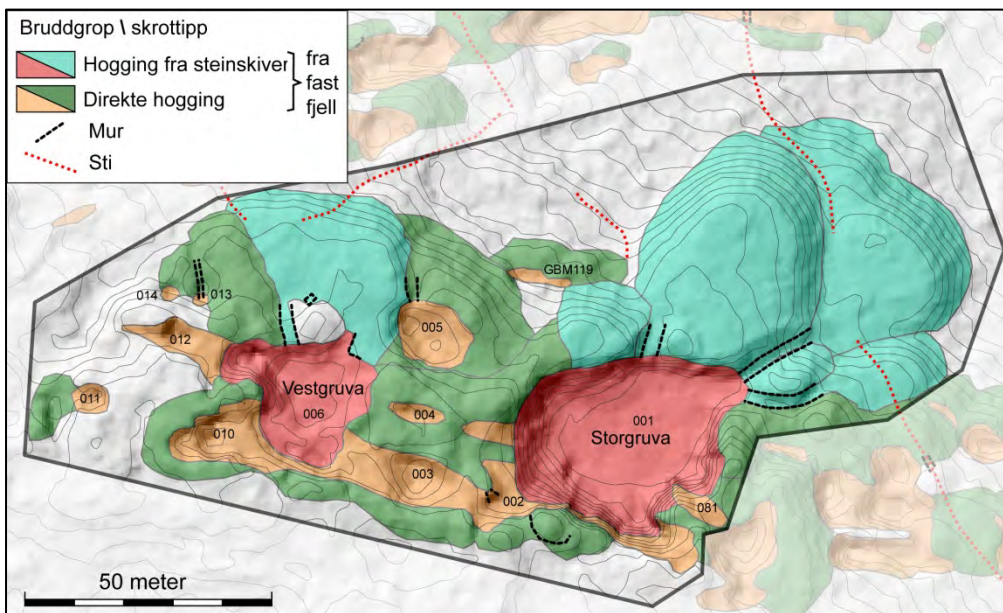 Bruddgrop \ skrottipp
Hogging fra steinskiver
Direkte hogging
fra
fast
fjell
Mur
Sti
GBM119
014
013
012
005
Vestgruva
006
011
004
001
Storgruva
010
003
002
081
50 meter